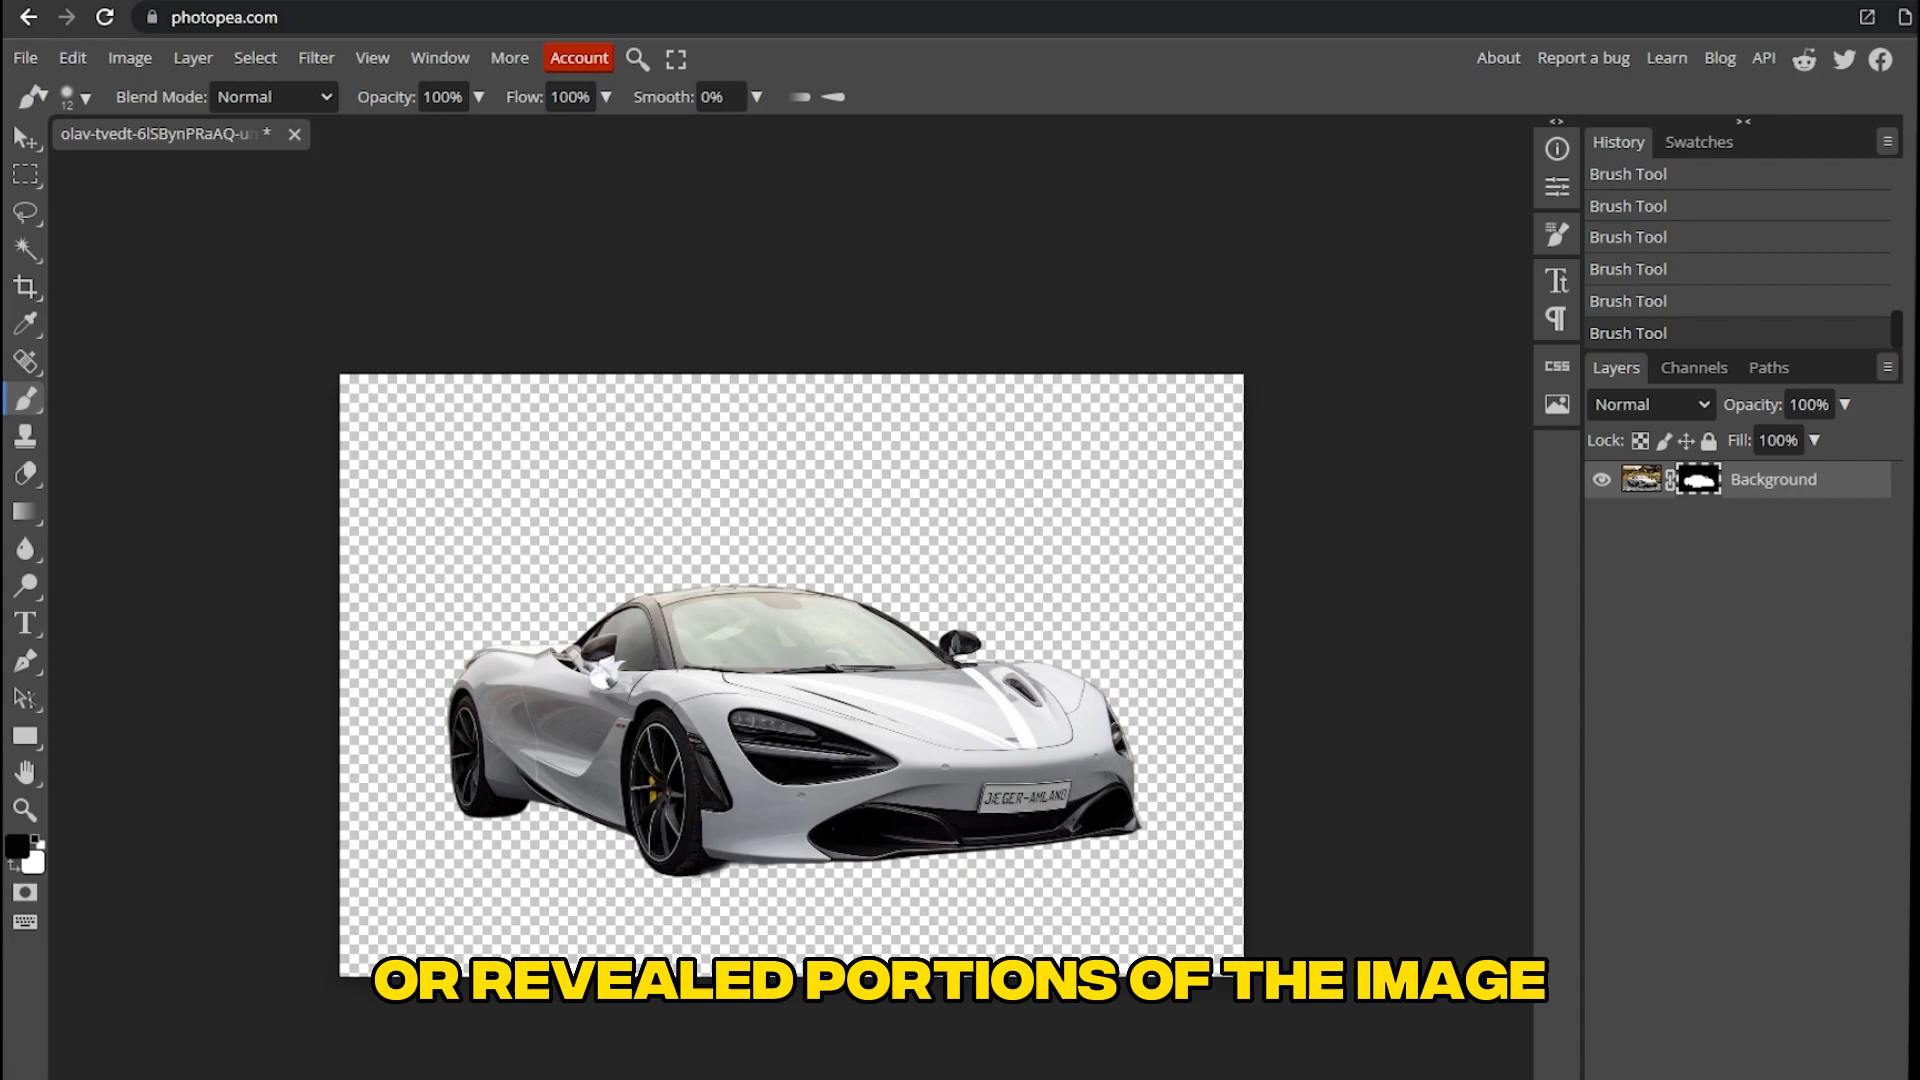 photopea.com
File Edit Image Layer Select Filter View Window More Account About Report a bug Learn Blog API
12 Blend Mode: Normal Opacity: 100% Flow: 100% Smooth: 0%
olav-tvedt-6lSBynPRaAQ-un *
History Swatches
Brush Tool
Brush Tool
Brush Tool
Brush Tool
Brush Tool
Brush Tool
CSS
Layers Channels Paths
Normal Opacity: 100%
Lock: Fill: 100%
Background
JÆGER-AMLAND
OR REVEALED PORTIONS OF THE IMAGE